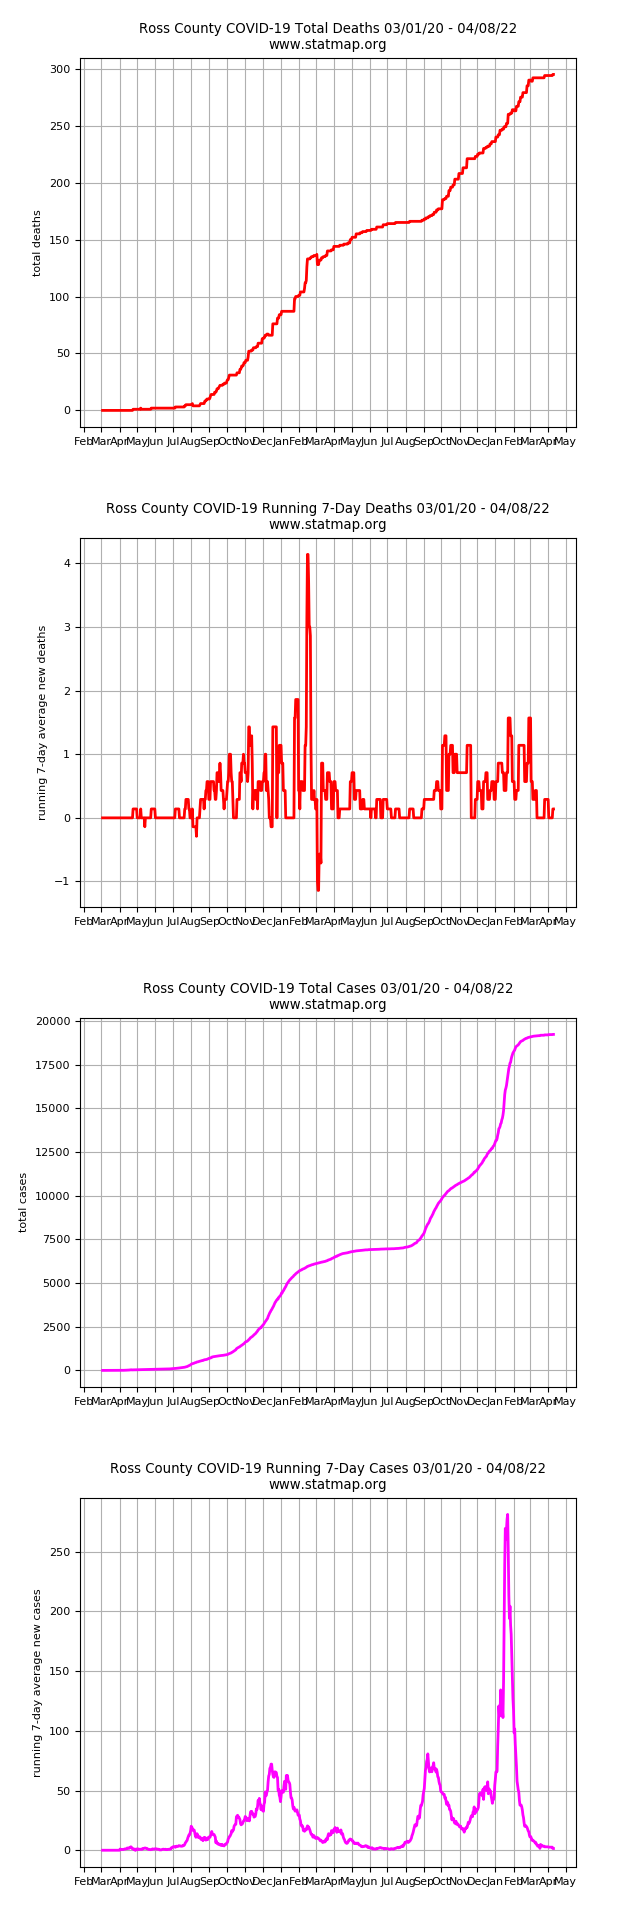 Ross County COVID-19 Total Deaths 03/01/20 - 04/08/22
www.statmap.org
300
250
200
150
100
50
0
total deaths
Feb Mar Apr May Jun Jul Aug Sep Oct Nov Dec Jan Feb Mar Apr May Jun Jul Aug Sep Oct Nov Dec Jan Feb Mar Apr May
Ross County COVID-19 Running 7-Day Deaths 03/01/20 - 04/08/22
www.statmap.org
4
3
2
1
0
−1
running 7-day average new deaths
Feb Mar Apr May Jun Jul Aug Sep Oct Nov Dec Jan Feb Mar Apr May Jun Jul Aug Sep Oct Nov Dec Jan Feb Mar Apr May
Ross County COVID-19 Total Cases 03/01/20 - 04/08/22
www.statmap.org
20000
17500
15000
12500
10000
7500
5000
2500
0
total cases
Feb Mar Apr May Jun Jul Aug Sep Oct Nov Dec Jan Feb Mar Apr May Jun Jul Aug Sep Oct Nov Dec Jan Feb Mar Apr May
Ross County COVID-19 Running 7-Day Cases 03/01/20 - 04/08/22
www.statmap.org
250
200
150
100
50
0
running 7-day average new cases
Feb Mar Apr May Jun Jul Aug Sep Oct Nov Dec Jan Feb Mar Apr May Jun Jul Aug Sep Oct Nov Dec Jan Feb Mar Apr May